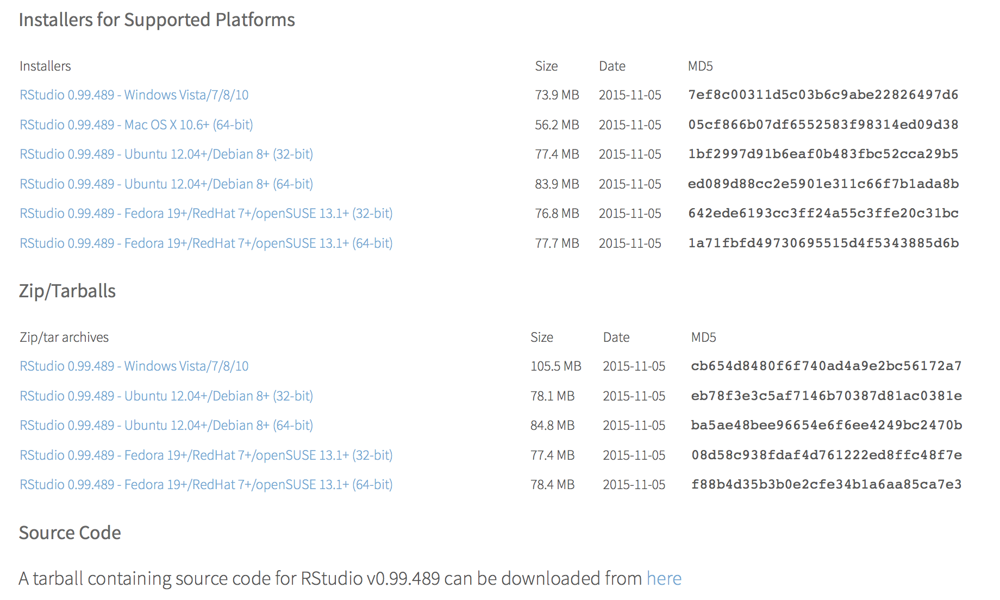 Installers for Supported Platforms
Installers Size Date MD5
RStudio 0.99.489 - Windows Vista/7/8/10 73.9 MB 2015-11-05 7ef8c00311d5c03b6c9abe22826497d6
RStudio 0.99.489 - Mac OS X 10.6+ (64-bit) 56.2 MB 2015-11-05 05cf866b07df6552583f98314ed09d38
RStudio 0.99.489 - Ubuntu 12.04+/Debian 8+ (32-bit) 77.4 MB 2015-11-05 1bf2997d91b6eaf0b483fbc52cca29b5
RStudio 0.99.489 - Ubuntu 12.04+/Debian 8+ (64-bit) 83.9 MB 2015-11-05 ed089d88cc2e5901e311c66f7b1ada8b
RStudio 0.99.489 - Fedora 19+/RedHat 7+/openSUSE 13.1+ (32-bit) 76.8 MB 2015-11-05 642ede6193cc3ff24a55c3ffe20c31bc
RStudio 0.99.489 - Fedora 19+/RedHat 7+/openSUSE 13.1+ (64-bit) 77.7 MB 2015-11-05 1a71fbfd49730695515d4f5343885d6b
Zip/Tarballs
Zip/tar archives Size Date MD5
RStudio 0.99.489 - Windows Vista/7/8/10 105.5 MB 2015-11-05 cb654d8480f6f740ad4a9e2bc56172a7
RStudio 0.99.489 - Ubuntu 12.04+/Debian 8+ (32-bit) 78.1 MB 2015-11-05 eb78f3e3c5af7146b70387d81ac0381e
RStudio 0.99.489 - Ubuntu 12.04+/Debian 8+ (64-bit) 84.8 MB 2015-11-05 ba5ae48bee96654e6f6ee4249bc2470b
RStudio 0.99.489 - Fedora 19+/RedHat 7+/openSUSE 13.1+ (32-bit) 77.4 MB 2015-11-05 08d58c938fdaf4d761222ed8ffc48f7e
RStudio 0.99.489 - Fedora 19+/RedHat 7+/openSUSE 13.1+ (64-bit) 78.4 MB 2015-11-05 f88b4d35b3b0e2cfe34b1a6aa85ca7e3
Source Code
A tarball containing source code for RStudio v0.99.489 can be downloaded from here